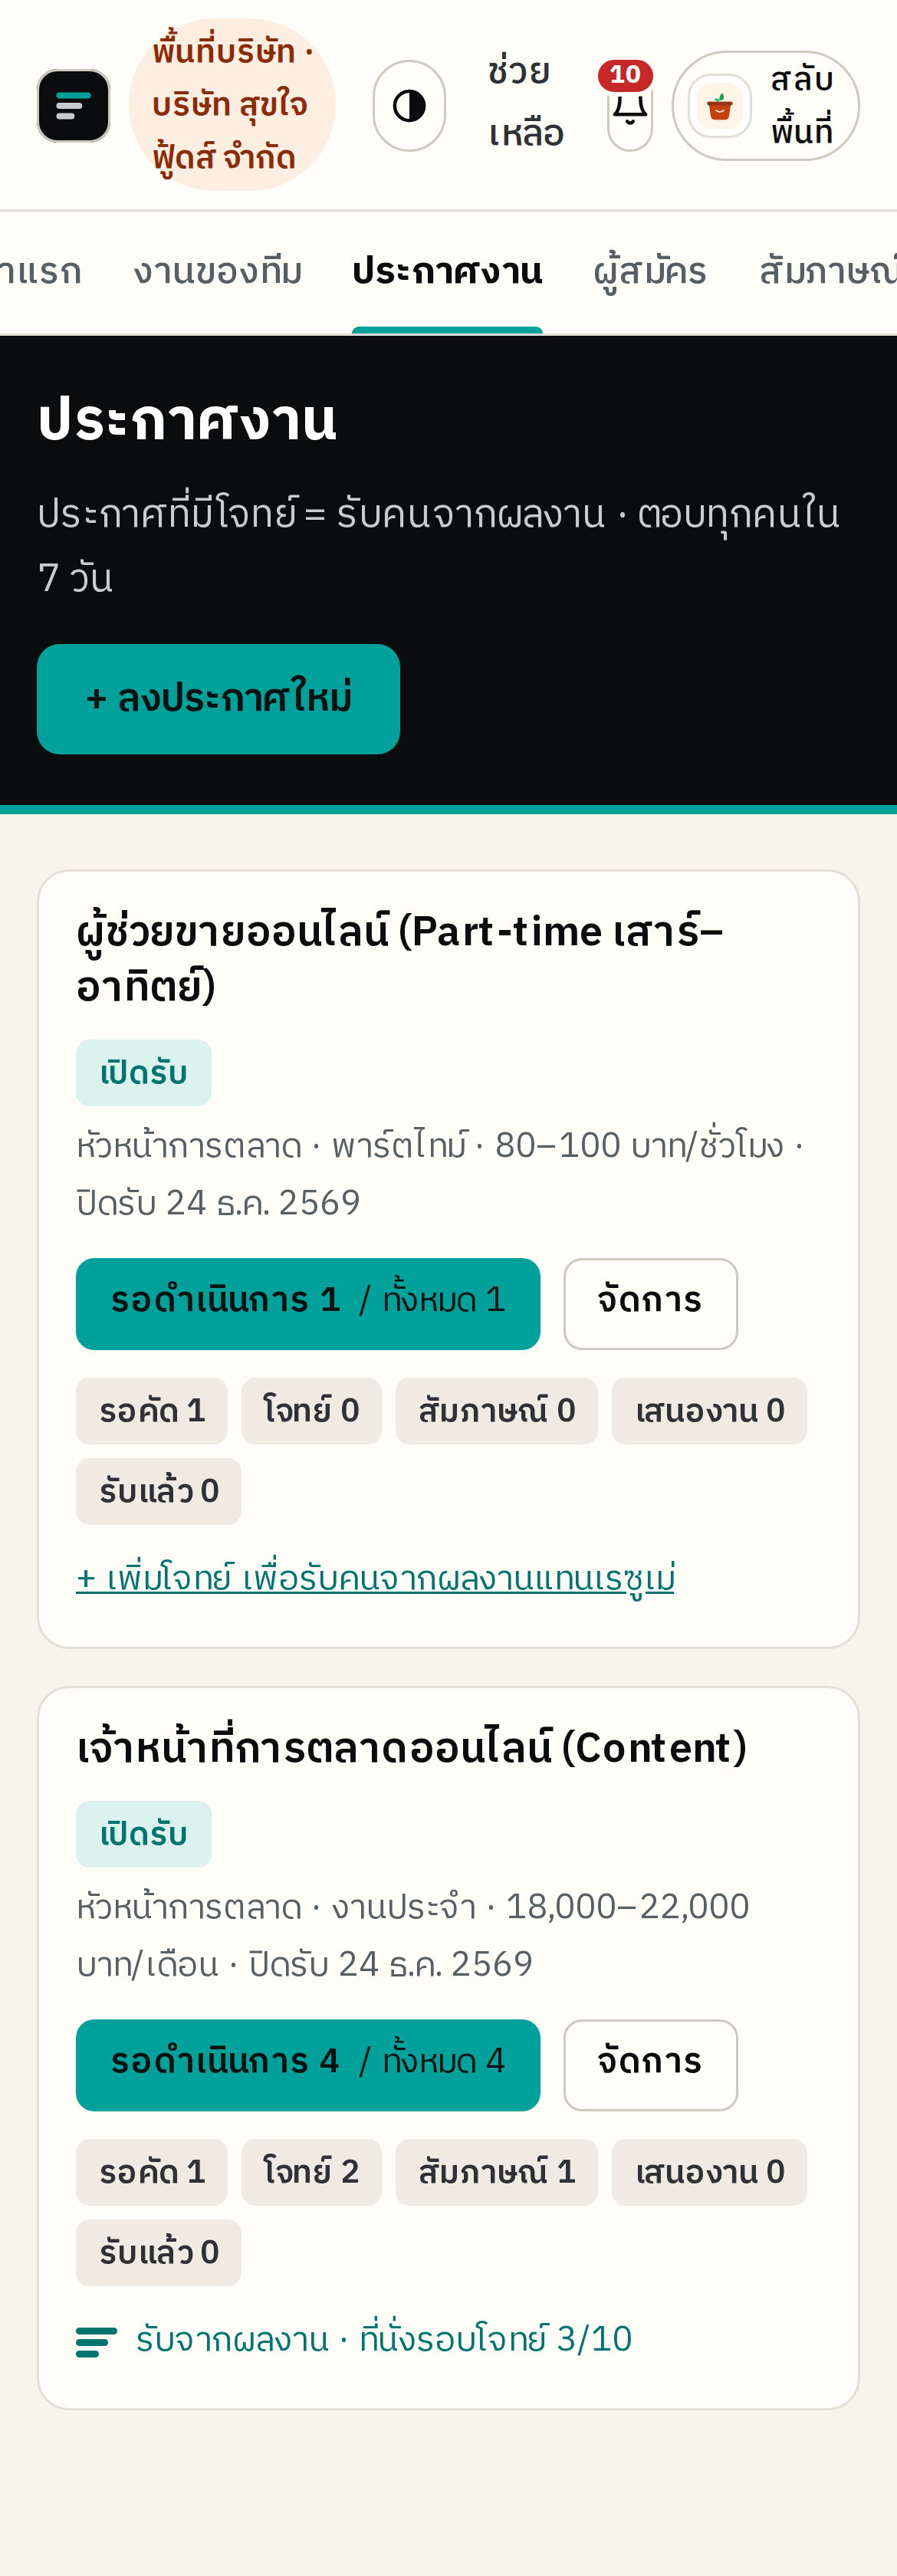 พื้นที่บริษัท ·
บริษัท สุขใจ
ฟู้ดส์ จำกัด
ช่วย
เหลือ
10
สลับ
พื้นที่
าแรก งานของทีม ประกาศงาน ผู้สมัคร สัมภาษณ์
ประกาศงาน
ประกาศที่มีโจทย์ = รับคนจากผลงาน · ตอบทุกคนใน
7 วัน
+ ลงประกาศใหม่
ผู้ช่วยขายออนไลน์ (Part-time เสาร์–
อาทิตย์)
เปิดรับ
หัวหน้าการตลาด · พาร์ตไทม์ · 80–100 บาท/ชั่วโมง ·
ปิดรับ 24 ธ.ค. 2569
รอดำเนินการ 1 / ทั้งหมด 1 จัดการ
รอคัด 1 โจทย์ 0 สัมภาษณ์ 0 เสนองาน 0
รับแล้ว 0
+ เพิ่มโจทย์ เพื่อรับคนจากผลงานแทนเรซูเม่
เจ้าหน้าที่การตลาดออนไลน์ (Content)
เปิดรับ
หัวหน้าการตลาด · งานประจำ · 18,000–22,000
บาท/เดือน · ปิดรับ 24 ธ.ค. 2569
รอดำเนินการ 4 / ทั้งหมด 4 จัดการ
รอคัด 1 โจทย์ 2 สัมภาษณ์ 1 เสนองาน 0
รับแล้ว 0
รับจากผลงาน · ที่นั่งรอบโจทย์ 3/10